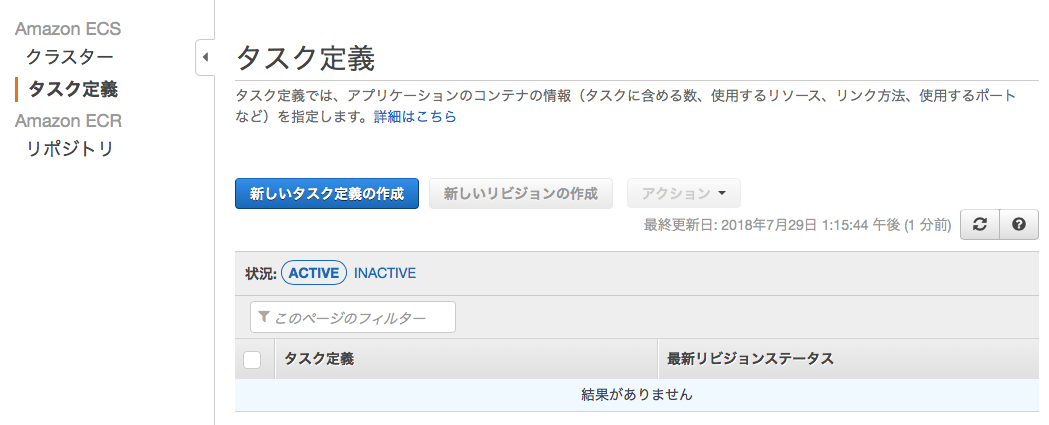 Amazon ECS
クラスター
タスク定義
Amazon ECR
リポジトリ
タスク定義
タスク定義では、アプリケーションのコンテナの情報（タスクに含める数、使用するリソース、リンク方法、使用するポート
など）を指定します。詳細はこちら
新しいタスク定義の作成 新しいリビジョンの作成 アクション
最終更新日: 2018年7月29日 1:15:44 午後 (1 分前)
状況: ACTIVE INACTIVE
このページのフィルター
タスク定義 最新リビジョンステータス
結果がありません